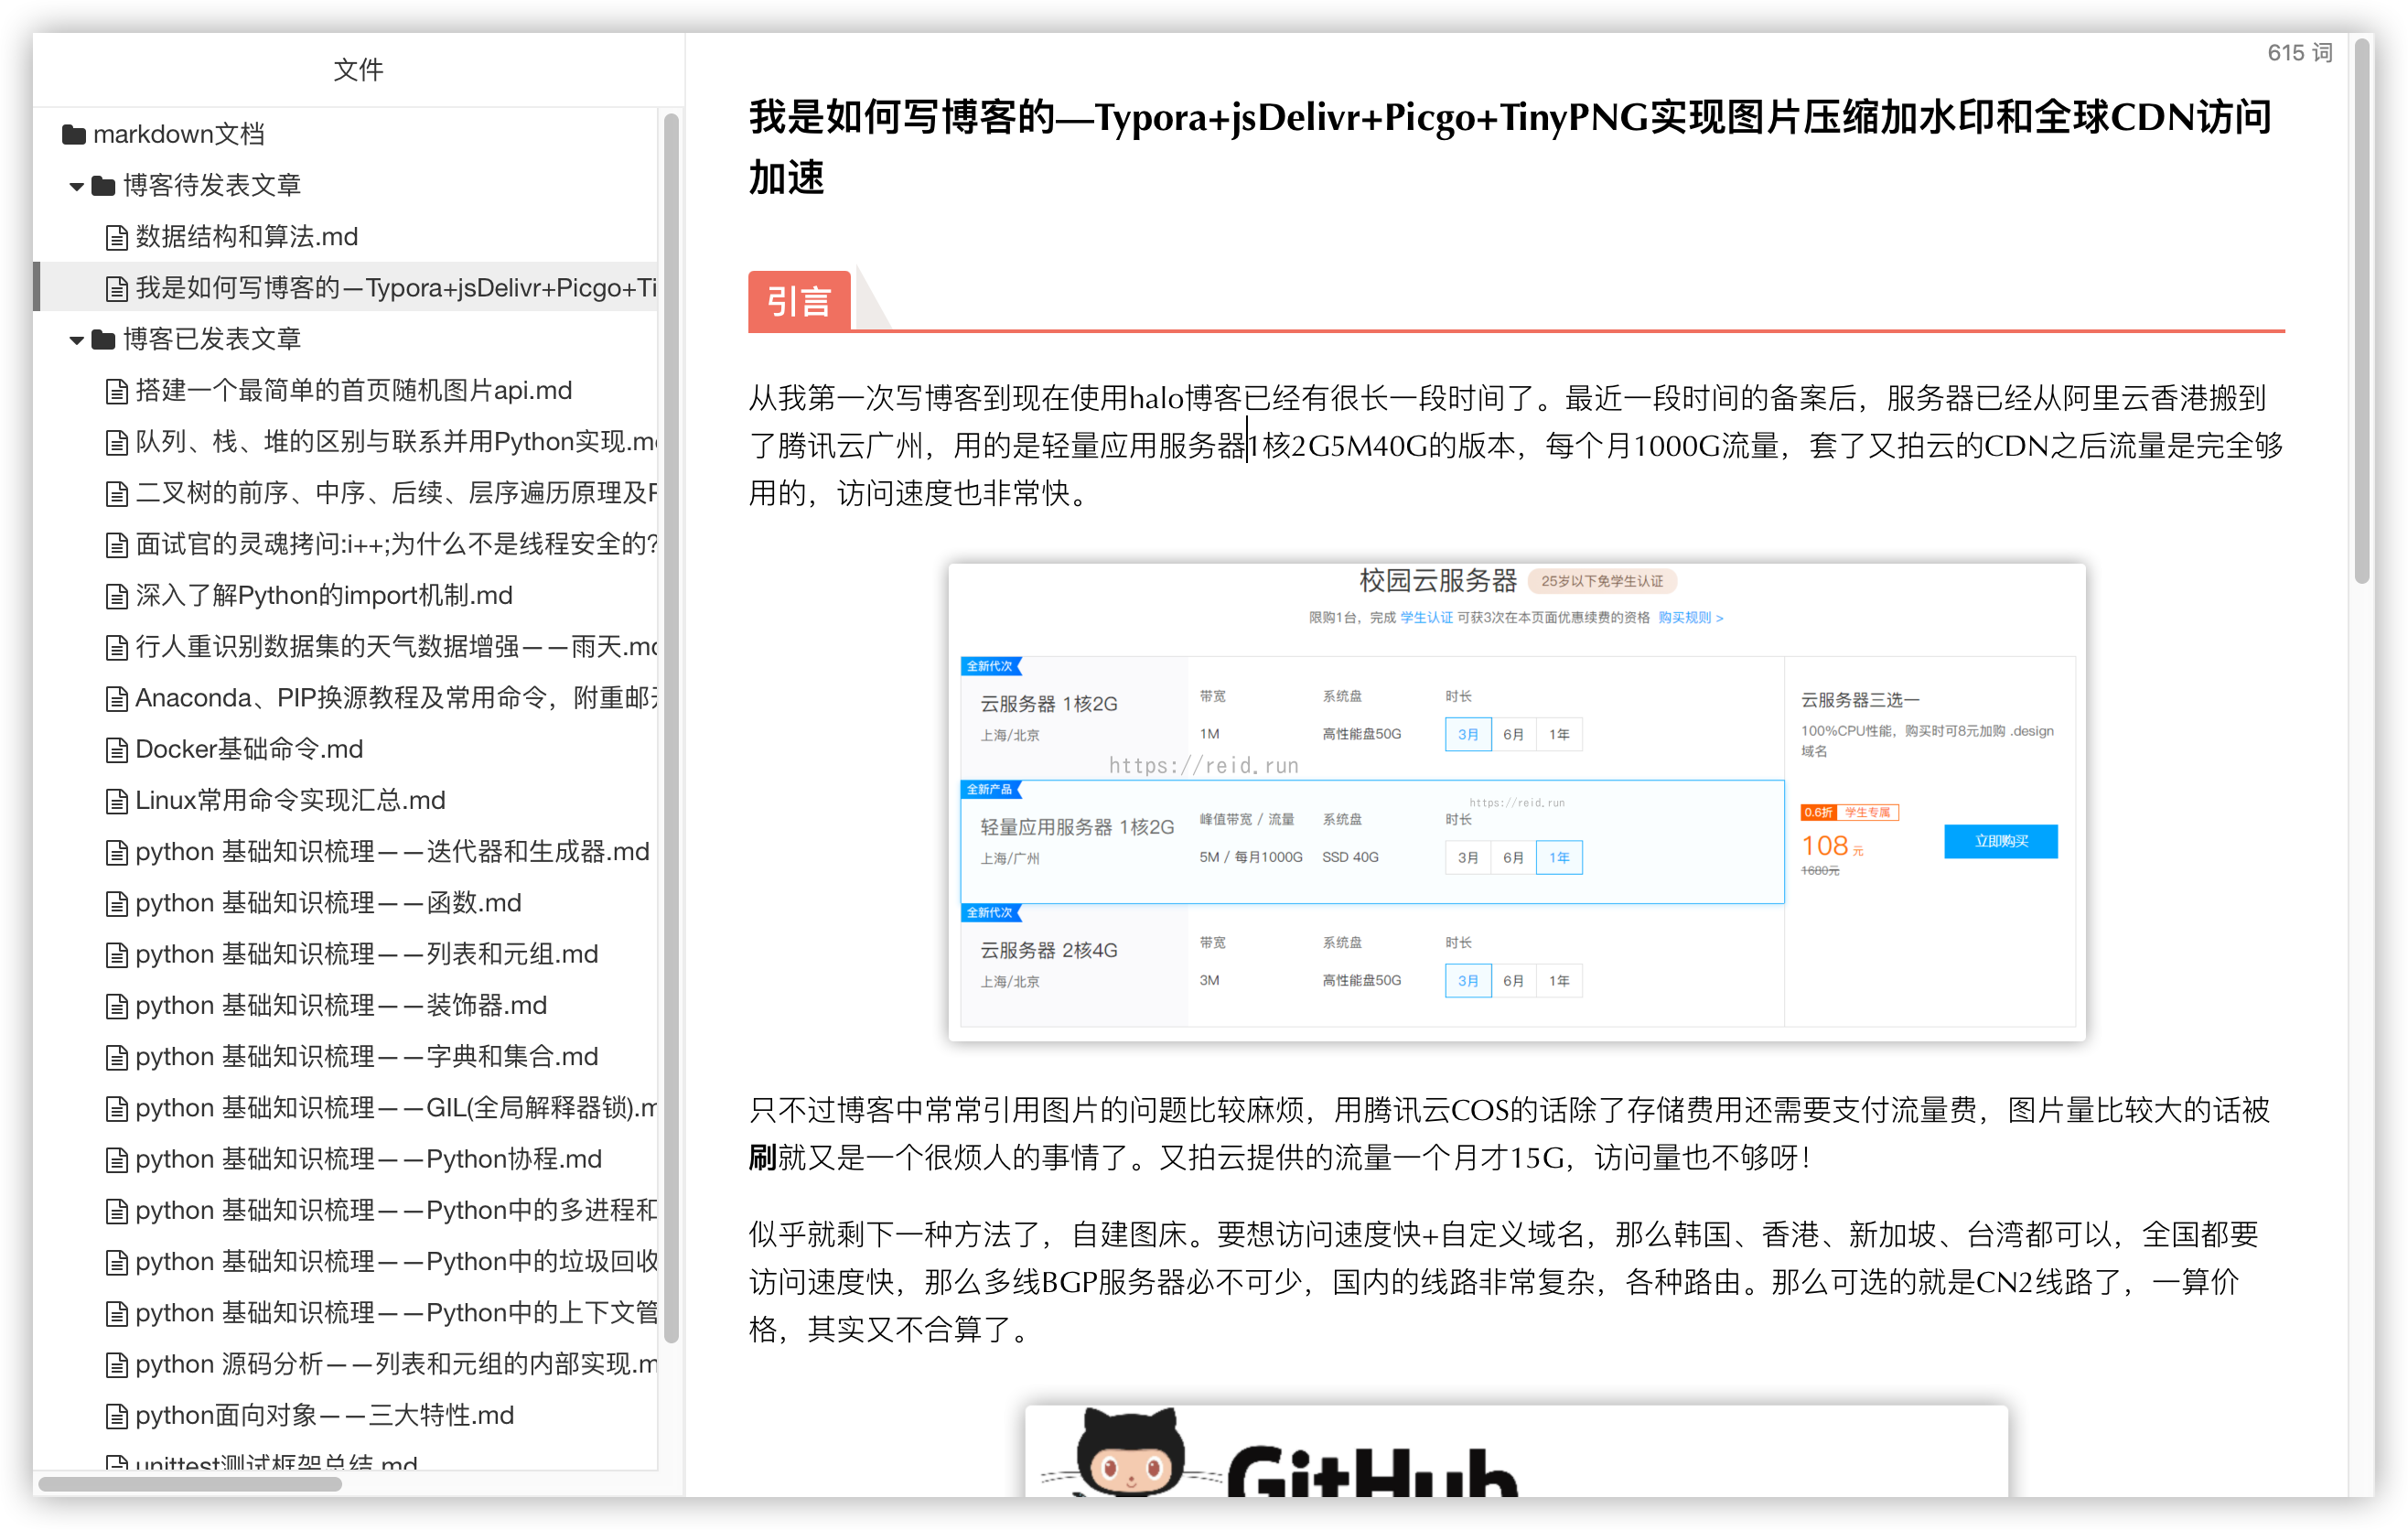 文件
615 词
markdown文档
博客待发表文章
数据结构和算法.md
我是如何写博客的—Typora+jsDelivr+Picgo+Ti
博客已发表文章
搭建一个最简单的首页随机图片api.md
队列、栈、堆的区别与联系并用Python实现.m
二叉树的前序、中序、后续、层序遍历原理及
面试官的灵魂拷问:i++;为什么不是线程安全的?
深入了解Python的import机制.md
行人重识别数据集的天气数据增强——雨天.m
Anaconda、PIP换源教程及常用命令，附重邮
Docker基础命令.md
Linux常用命令实现汇总.md
python 基础知识梳理——迭代器和生成器.md
python 基础知识梳理——函数.md
python 基础知识梳理——列表和元组.md
python 基础知识梳理——装饰器.md
python 基础知识梳理——字典和集合.md
python 基础知识梳理——GIL(全局解释器锁).m
python 基础知识梳理——Python协程.md
python 基础知识梳理——Python中的多进程和
python 基础知识梳理——Python中的垃圾回收
python 基础知识梳理——Python中的上下文管
python 源码分析——列表和元组的内部实现.m
python面向对象——三大特性.md
unittest测试框架总结.md
我是如何写博客的—Typora+jsDelivr+Picgo+TinyPNG实现图片压缩加水印和全球CDN访问
加速
引言
从我第一次写博客到现在使用halo博客已经有很长一段时间了。最近一段时间的备案后，服务器已经从阿里云香港搬到
了腾讯云广州，用的是轻量应用服务器1核2G5M40G的版本，每个月1000G流量，套了又拍云的CDN之后流量是完全够
用的，访问速度也非常快。
校园云服务器 25岁以下免学生认证
限购1台，完成 学生认证 可获3次在本页面优惠续费的资格 购买规则 >
全新代次
云服务器 1核2G 带宽 系统盘 时长
上海/北京 1M 高性能盘50G 3月 6月 1年
https://reid.run
全新产品
https://reid.run
轻量应用服务器 1核2G 峰值带宽 / 流量 系统盘 时长
上海/广州 5M / 每月1000G SSD 40G 3月 6月 1年
全新代次
云服务器 2核4G 带宽 系统盘 时长
上海/北京 3M 高性能盘50G 3月 6月 1年
云服务器三选一
100%CPU性能，购买时可8元加购 .design
域名
0.6折 学生专属
108 元
1680元
立即购买
只不过博客中常常引用图片的问题比较麻烦，用腾讯云COS的话除了存储费用还需要支付流量费，图片量比较大的话被
刷就又是一个很烦人的事情了。又拍云提供的流量一个月才15G，访问量也不够呀！
似乎就剩下一种方法了，自建图床。要想访问速度快+自定义域名，那么韩国、香港、新加坡、台湾都可以，全国都要
访问速度快，那么多线BGP服务器必不可少，国内的线路非常复杂，各种路由。那么可选的就是CN2线路了，一算价
格，其实又不合算了。
GitHub